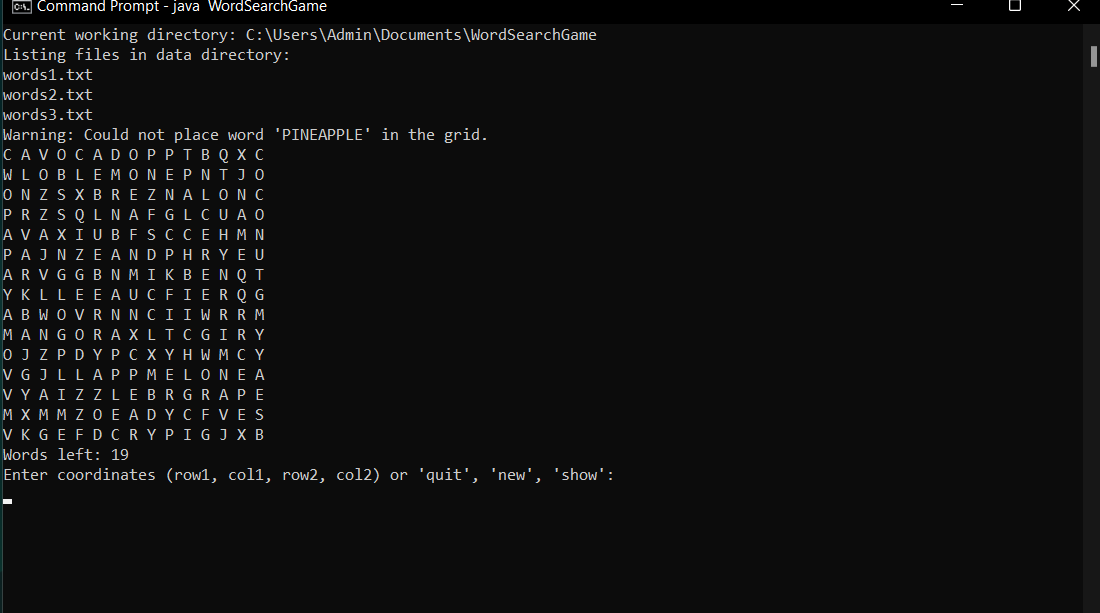 Command Prompt - java  WordSearchGame
Current working directory: C:\Users\Admin\Documents\WordSearchGame
Listing files in data directory:
words1.txt
words2.txt
words3.txt
Warning: Could not place word 'PINEAPPLE' in the grid.
C A V O C A D O P P T B Q X C
W L O B L E M O N E P N T J O
O N Z S X B R E Z N A L O N C
P R Z S Q L N A F G L C U A O
A V A X I U B F S C C E H M N
P A J N Z E A N D P H R Y E U
A R V G G B N M I K B E N Q T
Y K L L E E A U C F I E R Q G
A B W O V R N N C I I W R R M
M A N G O R A X L T C G I R Y
O J Z P D Y P C X Y H W M C Y
V G J L L A P P M E L O N E A
V Y A I Z Z L E B R G R A P E
M X M M Z O E A D Y C F V E S
V K G E F D C R Y P I G J X B
Words left: 19
Enter coordinates (row1, col1, row2, col2) or 'quit', 'new', 'show':